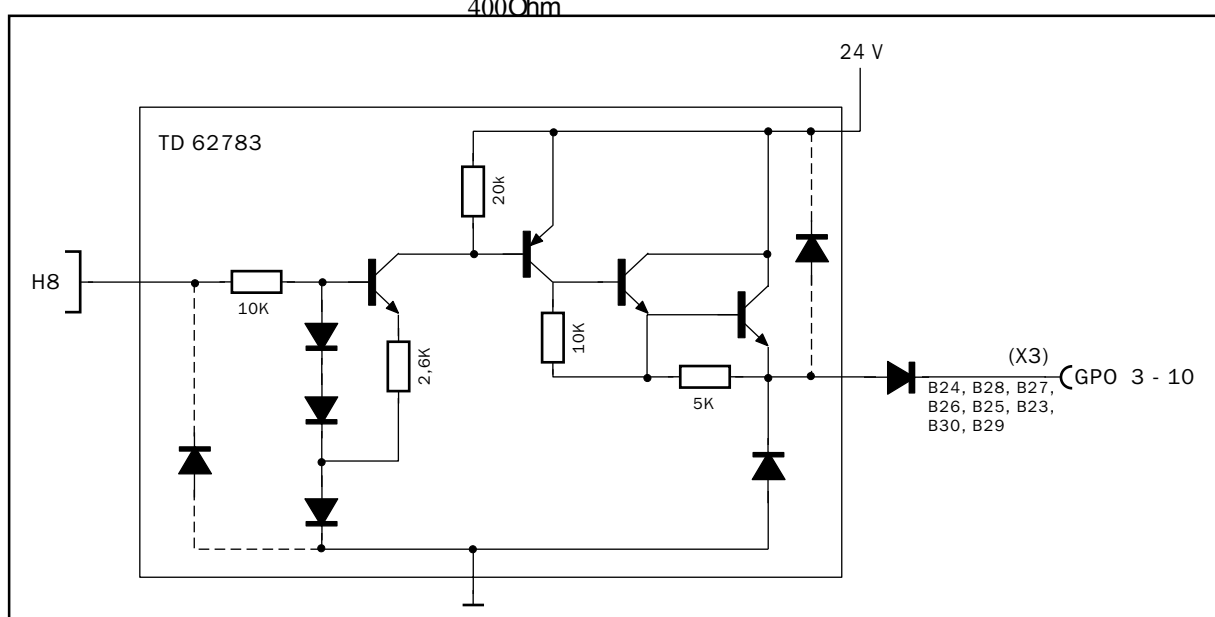 400Ohm
24 V
TD 62783
20k
H8
10K
2,6K
10K
5K
(X3)
GPO 3 - 10
B24, B28, B27,
B26, B25, B23,
B30, B29